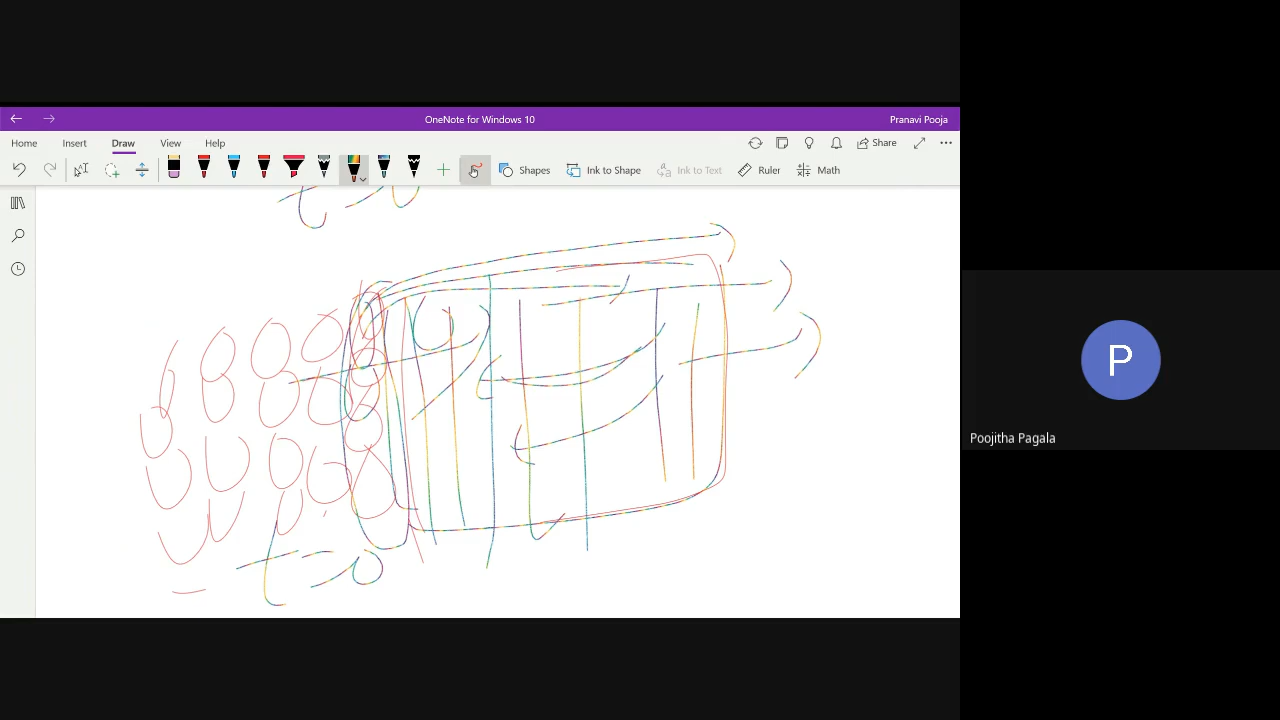 OneNote for Windows 10
Pranavi Pooja
Home Insert Draw View Help
Share
Shapes Ink to Shape Ink to Text Ruler Math
t=0
P
Poojitha Pagala